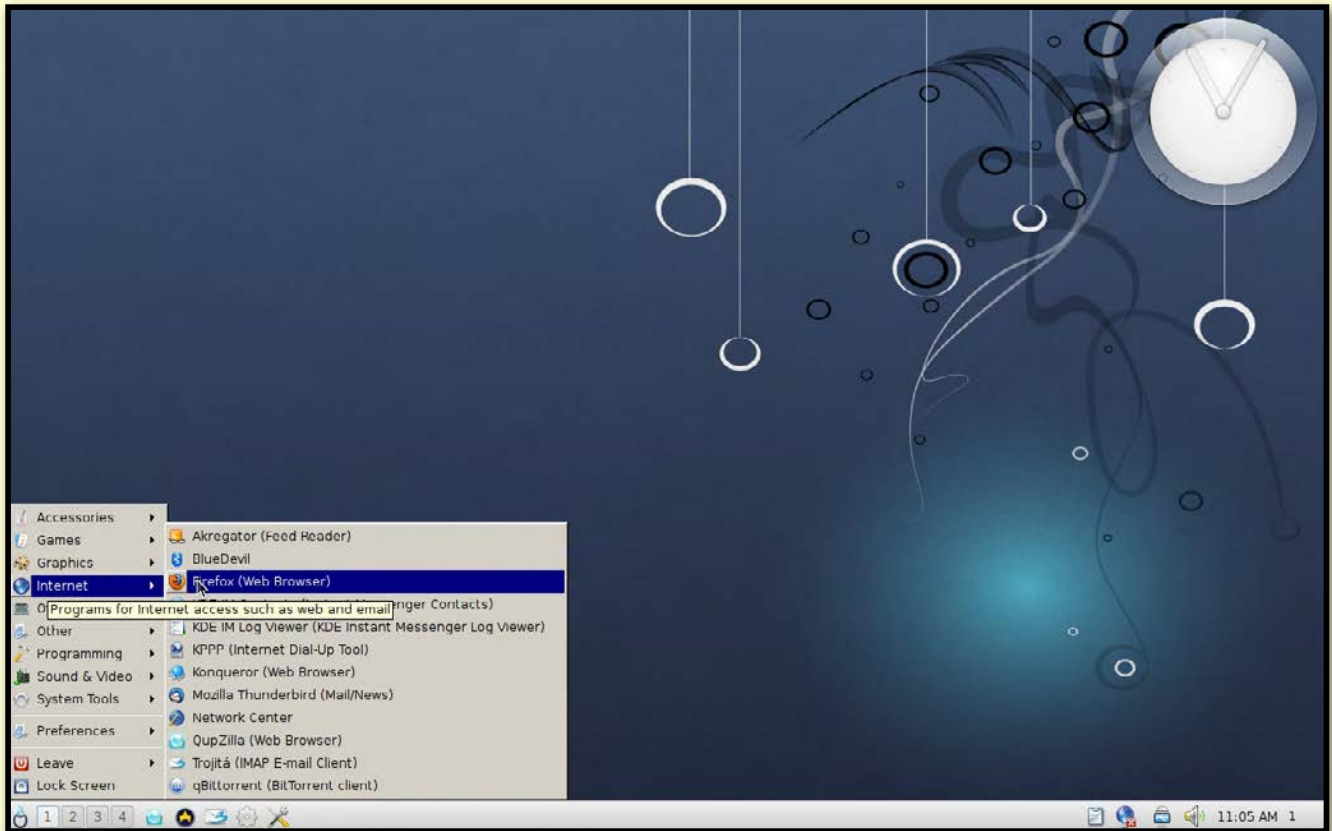 Accessories
Games
Graphics
Internet
Programs for Internet access such as web and email
Other
Programming
Sound & Video
System Tools
Preferences
Leave
Lock Screen
Akregator (Feed Reader)
BlueDevil
Firefox (Web Browser)
enger Contacts)
KDE IM Log Viewer (KDE Instant Messenger Log Viewer)
KPPP (Internet Dial-Up Tool)
Konqueror (Web Browser)
Mozilla Thunderbird (Mail/News)
Network Center
QupZilla (Web Browser)
Trojitá (IMAP E-mail Client)
qBittorrent (BitTorrent client)
1 2 3 4
11:05 AM 1